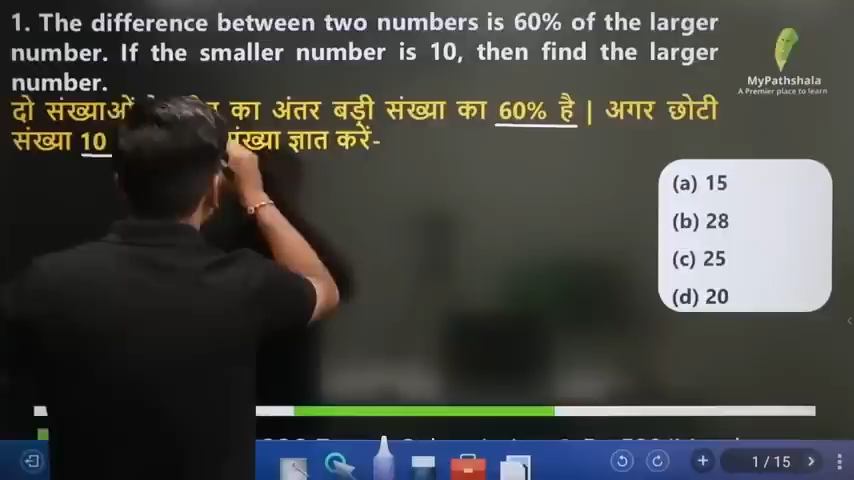 1. The difference between two numbers is 60% of the larger
number. If the smaller number is 10, then find the larger
number.
दो संख्याओं का अंतर बड़ी संख्या का 60% है | अगर छोटी
संख्या 10 संख्या ज्ञात करें-
MyPathshala
A Premier place to learn
(a) 15
(b) 28
(c) 25
(d) 20
1 / 15